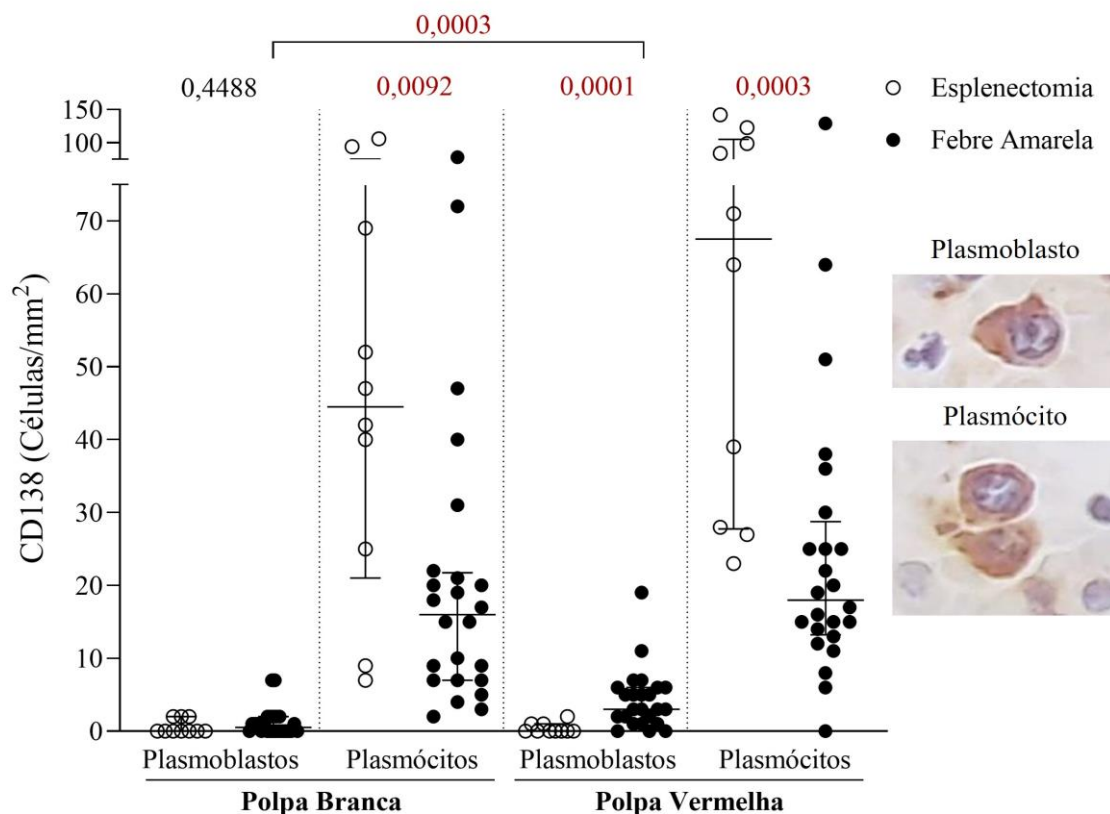 0,0003
0,4488
0,0092
0,0001
0,0003
Esplenectomia
Febre Amarela
150
100
70
60
50
40
30
20
10
0
CD138 (Células/mm²)
Plasmoblasto
Plasmócito
Plasmoblastos
Plasmócitos
Plasmoblastos
Plasmócitos
Polpa Branca
Polpa Vermelha